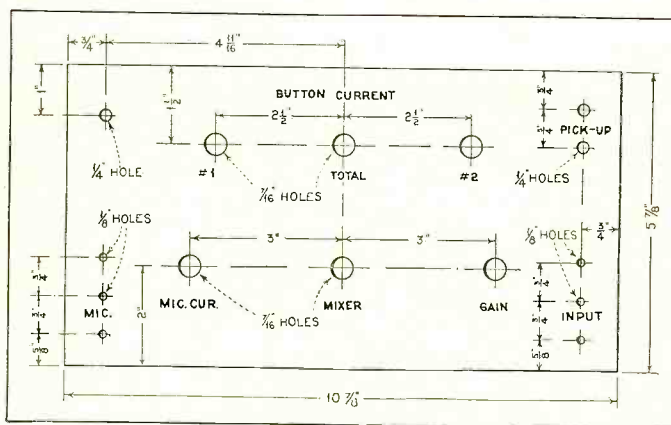 3/4"
4 11/16"
1"
1 1/2"
BUTTON CURRENT
3/4
2 1/2"
2 1/2"
3/4"
PICK-UP
1/4" HOLE
#1
7/16" HOLES
TOTAL
#2
1/4" HOLES
5 7/8"
1/8" HOLES
1/8" HOLES
3/4"
3"
3"
3/4"
3/4"
3/4"
2"
MIC.
MIC. CUR.
7/16" HOLES
MIXER
GAIN
INPUT
3/4"
5/8"
5/8"
10 7/8"